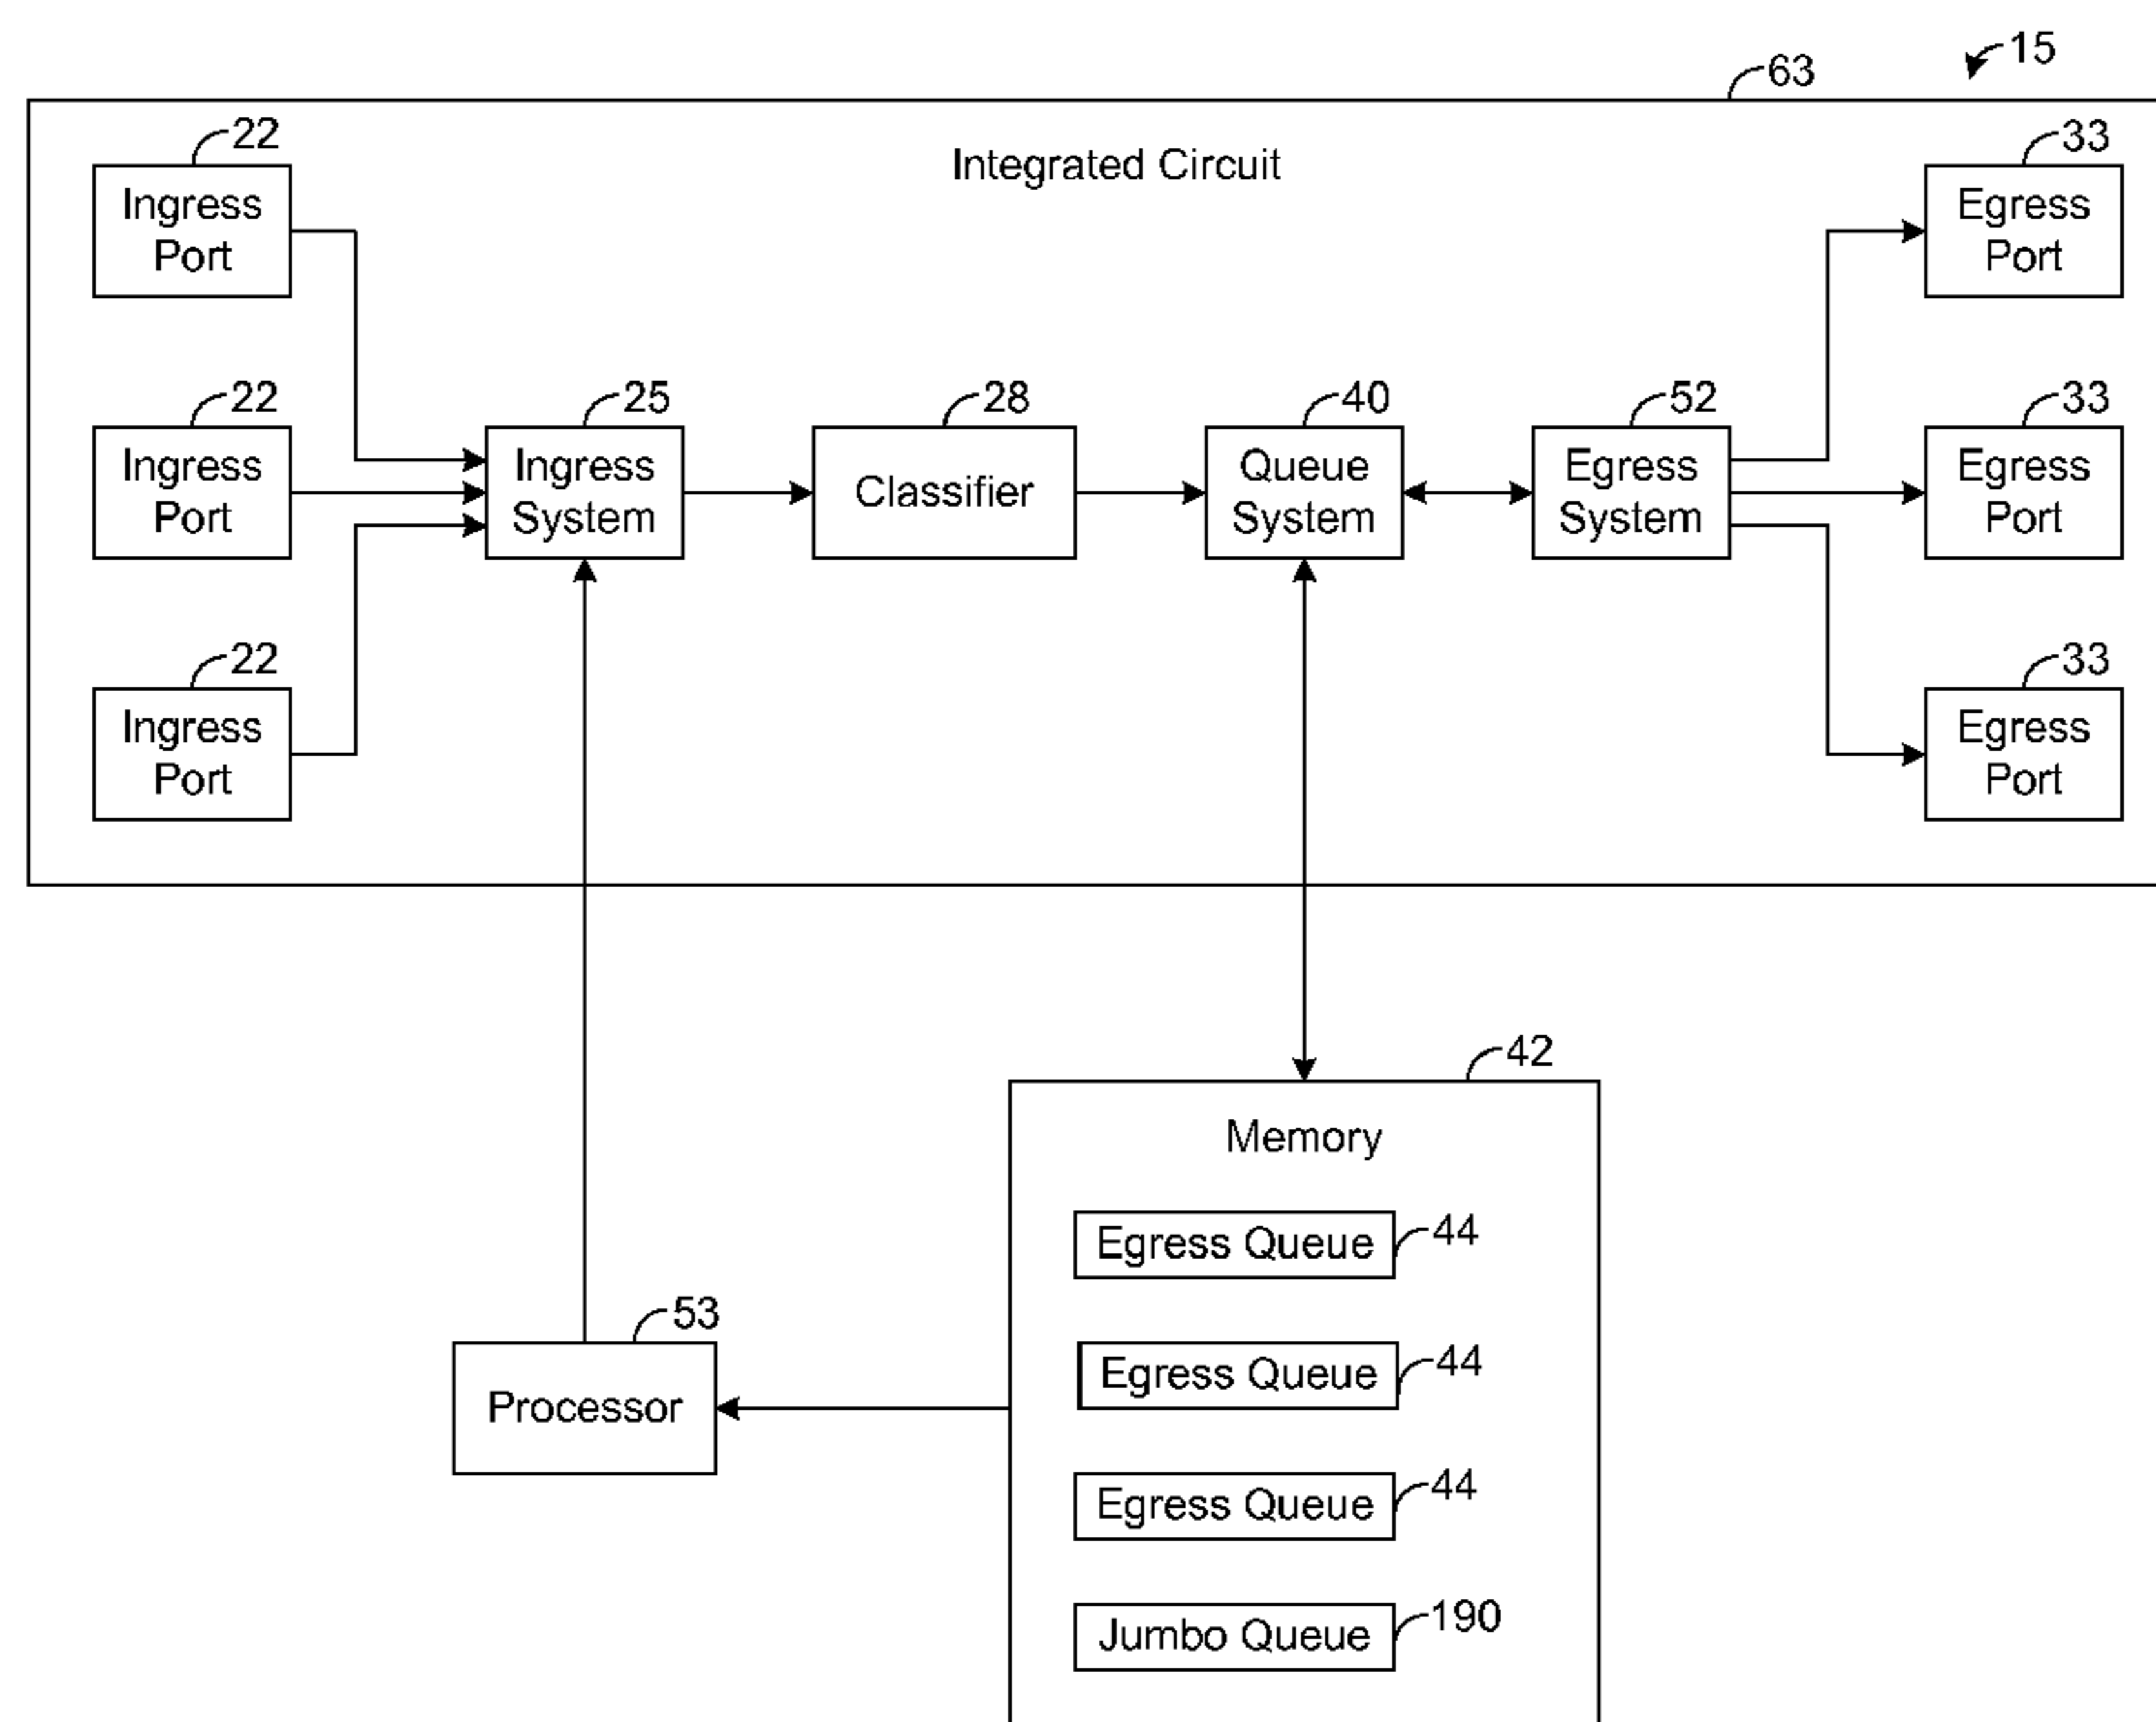 15
63
Integrated Circuit
22
33
Ingress
Port
Egress
Port
22
25
28
40
52
33
Ingress
Port
Ingress
System
Classifier
Queue
System
Egress
System
Egress
Port
22
33
Ingress
Port
Egress
Port
42
Memory
Egress Queue
44
53
Processor
Egress Queue
44
Egress Queue
44
Jumbo Queue
190